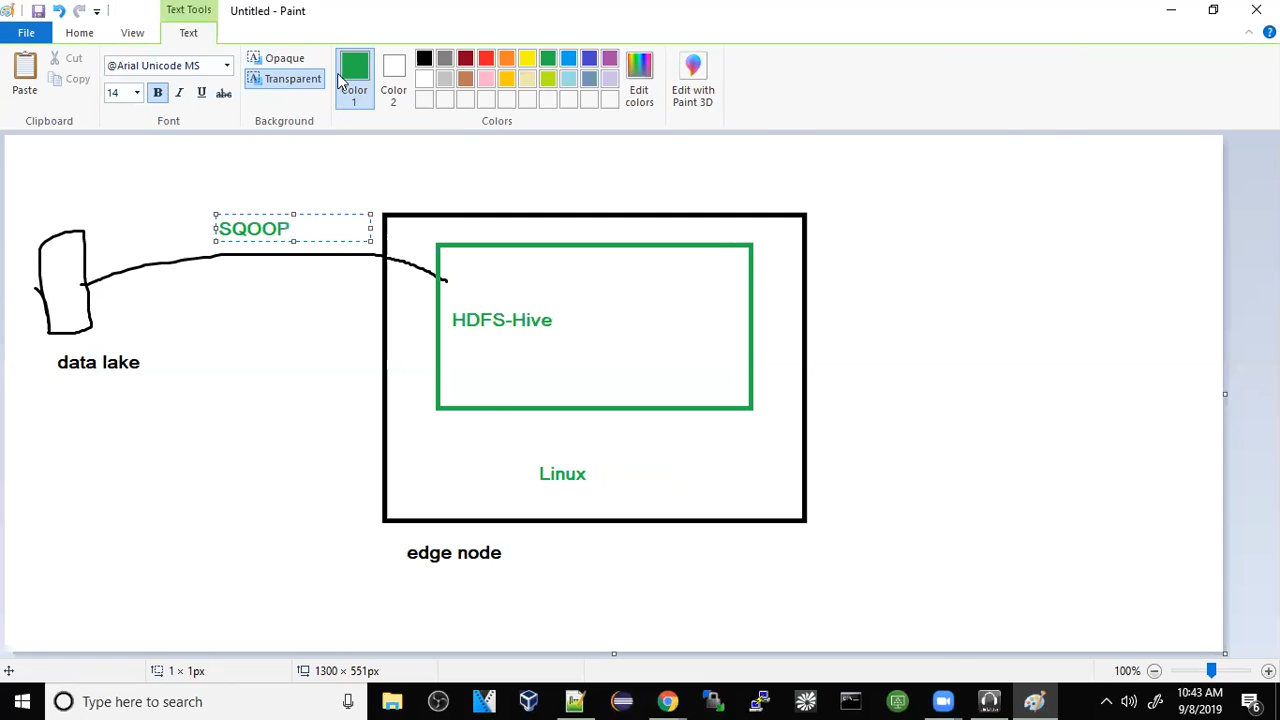 Text Tools
Untitled - Paint
File
Home
View
Text
Paste
Cut
Copy
Clipboard
@Arial Unicode MS
14
B
I
U
abc
Font
Opaque
Transparent
Background
Color
1
Color
2
Edit
colors
Edit with
Paint 3D
Colors
SQOOP
HDFS-Hive
data lake
Linux
edge node
1 × 1px
1300 × 551px
100%
Type here to search
10:43 AM
9/8/2019
6